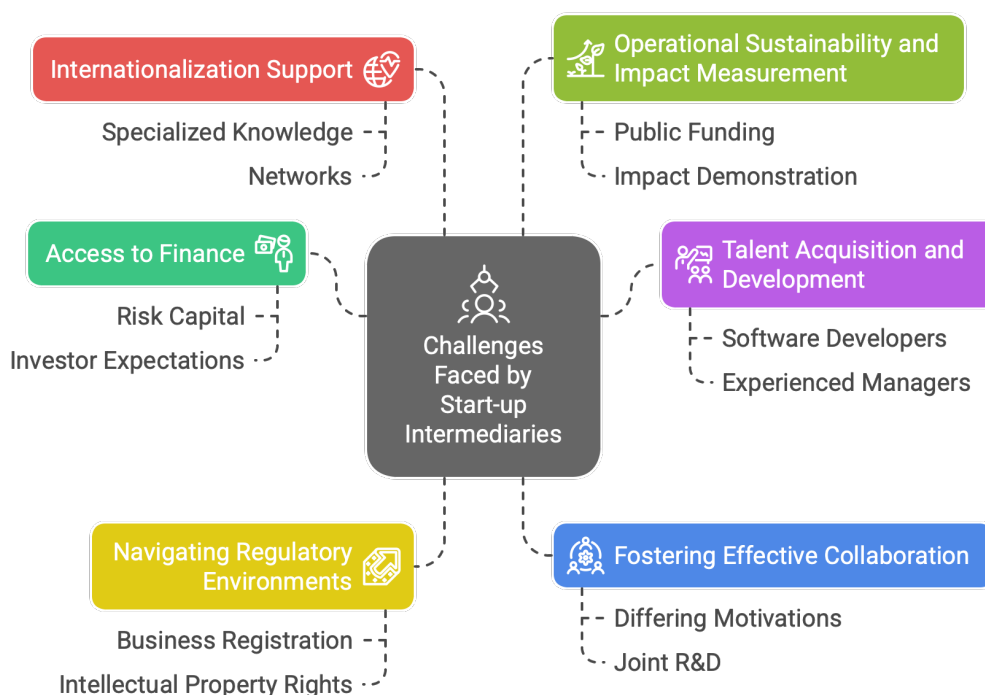 Internationalization Support
Specialized Knowledge
Networks
Operational Sustainability and
Impact Measurement
Public Funding
Impact Demonstration
Access to Finance
Risk Capital
Investor Expectations
Challenges
Faced by
Start-up
Intermediaries
Talent Acquisition and
Development
Software Developers
Experienced Managers
Navigating Regulatory
Environments
Business Registration
Intellectual Property Rights
Fostering Effective Collaboration
Differing Motivations
Joint R&D